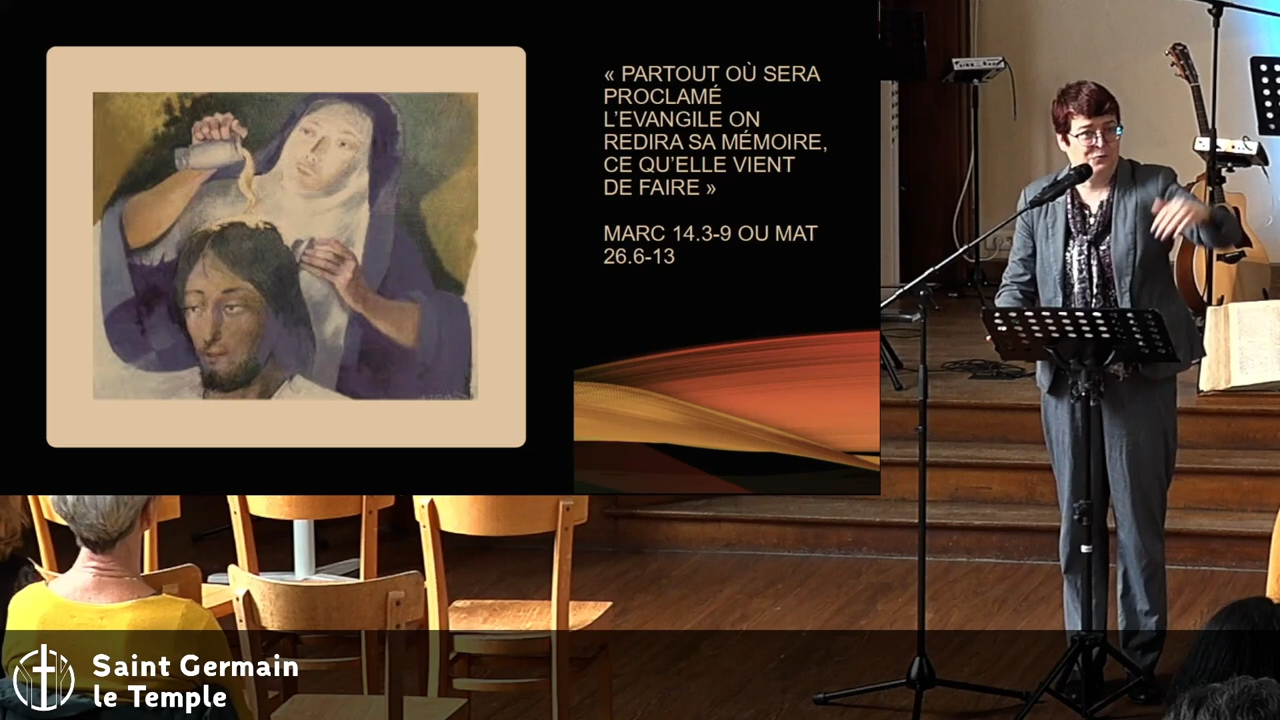 « PARTOUT OÙ SERA
PROCLAMÉ
L'EVANGILE ON
REDIRA SA MÉMOIRE,
CE QU'ELLE VIENT
DE FAIRE »
MARC 14.3-9 OU MAT
26.6-13
Saint Germain
le Temple